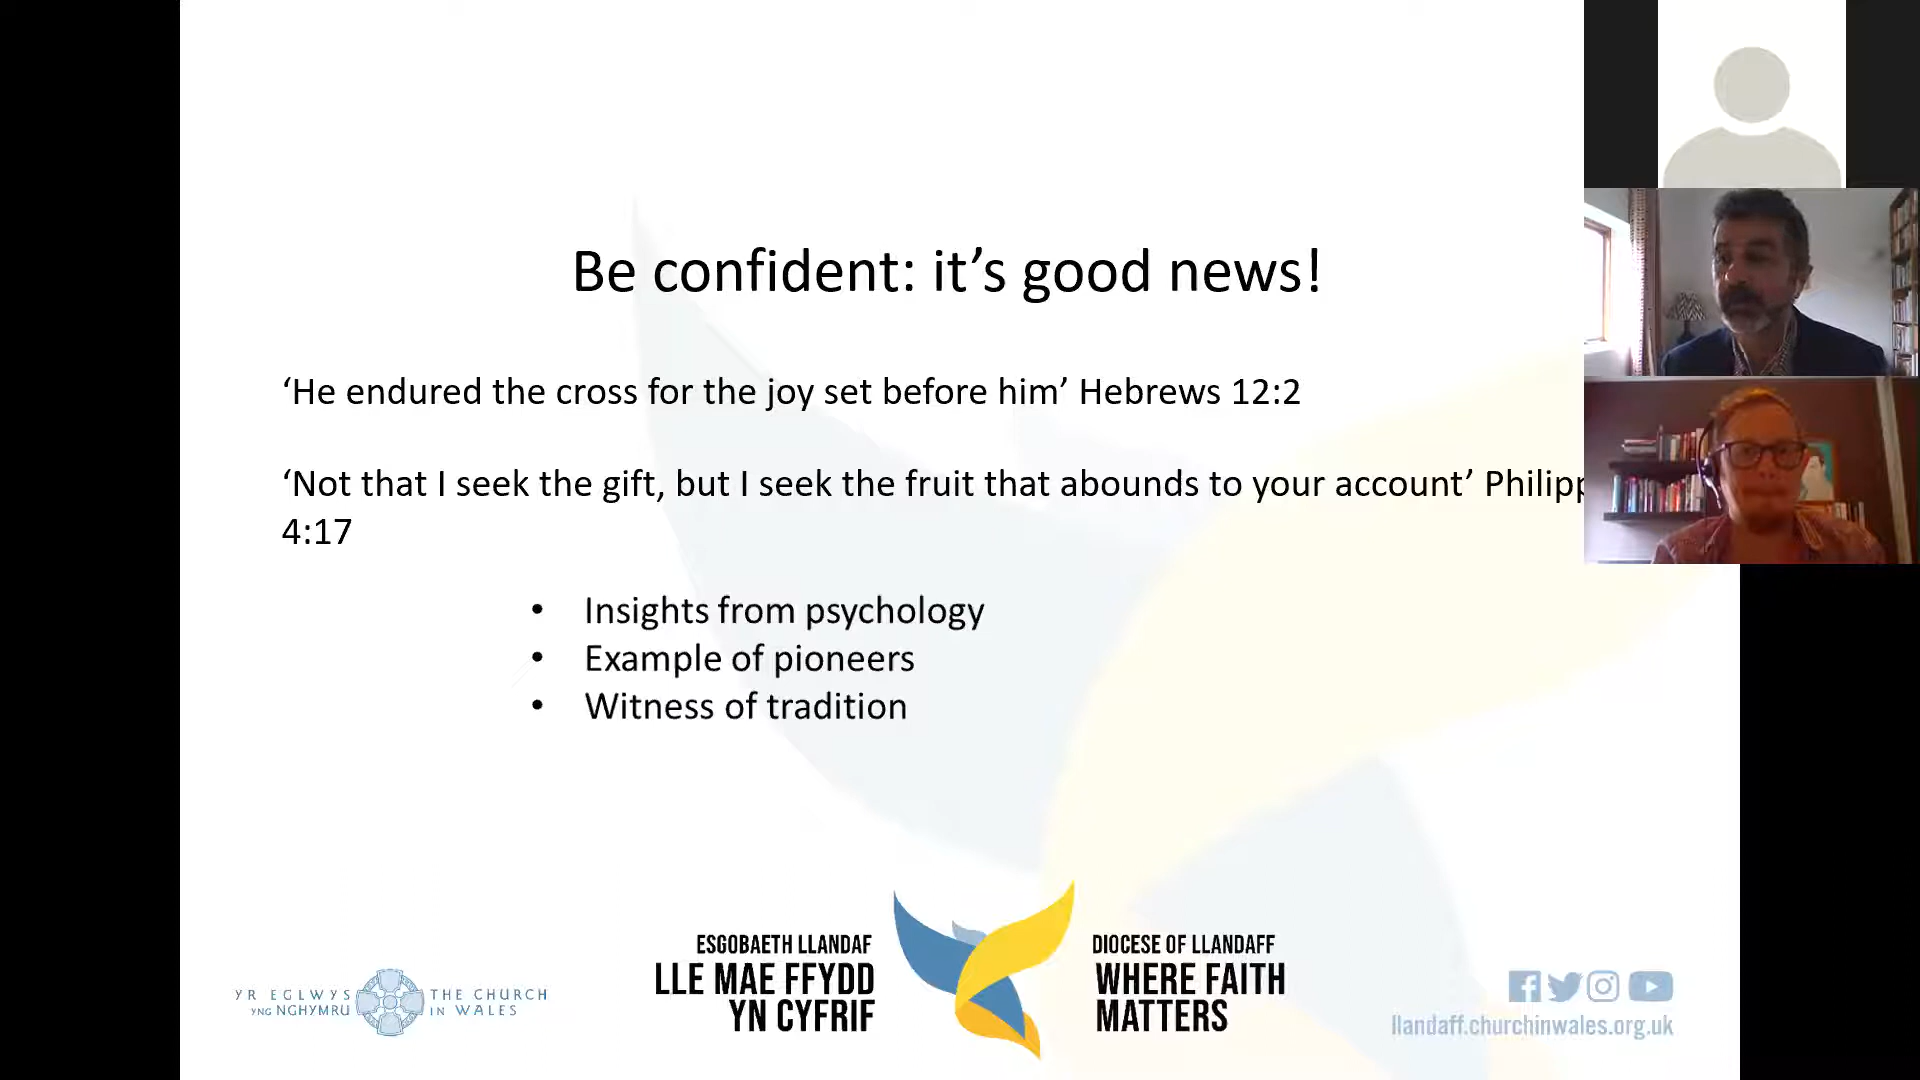 Be confident: it’s good news!
‘He endured the cross for the joy set before him’ Hebrews 12:2
‘Not that I seek the gift, but I seek the fruit that abounds to your account’
4:17
• Insights from psychology
• Example of pioneers
• Witness of tradition
YR EGLWYS
YNG NGHYMRU
THE CHURCH
IN WALES
ESGOBAETH LLANDAF
LLE MAE FFYDD
YN CYFRIF
DIOCESE OF LLANDAFF
WHERE FAITH
MATTERS
llandaff.churchinwales.org.uk